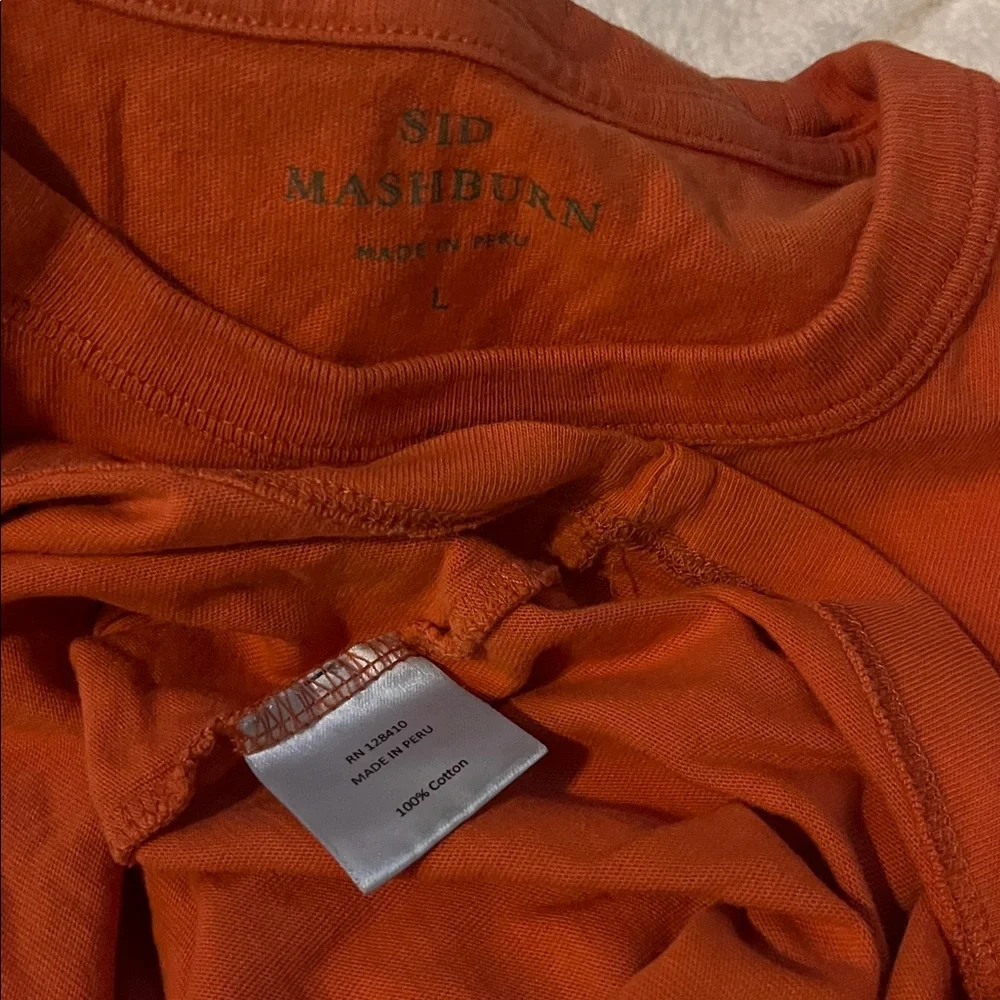 SID
MASHBURN
MADE IN PERU
L
RN 128410
MADE IN PERU
100% Cotton